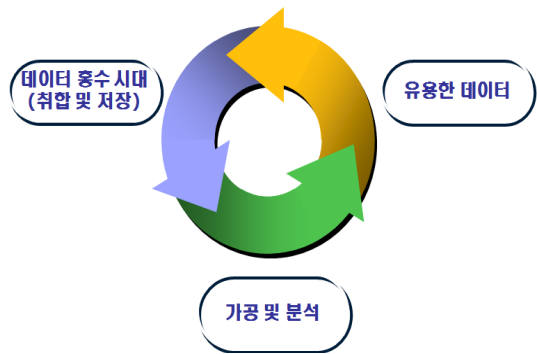 데이터 홍수 시대
(취합 및 저장)
유용한 데이터
가공 및 분석